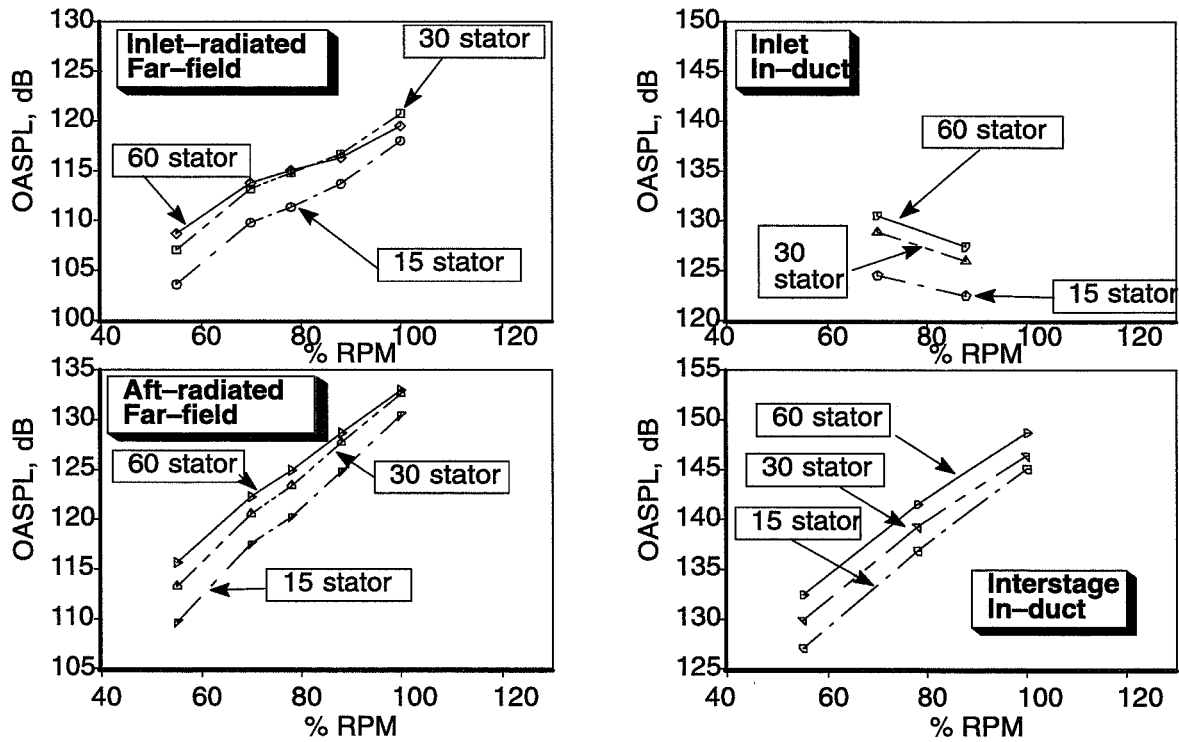 130
125
120
115
110
105
100
OASPL, dB
Inlet–radiated
Far–field
30 stator
60 stator
15 stator
40
60
80
100
120
% RPM
150
145
140
135
130
125
120
OASPL, dB
Inlet
In–duct
60 stator
30
stator
15 stator
40
60
80
100
120
% RPM
135
130
125
120
115
110
105
OASPL, dB
Aft–radiated
Far–field
60 stator
30 stator
15 stator
40
60
80
100
120
% RPM
155
150
145
140
135
130
125
OASPL, dB
60 stator
30 stator
15 stator
Interstage
In–duct
40
60
80
100
120
% RPM